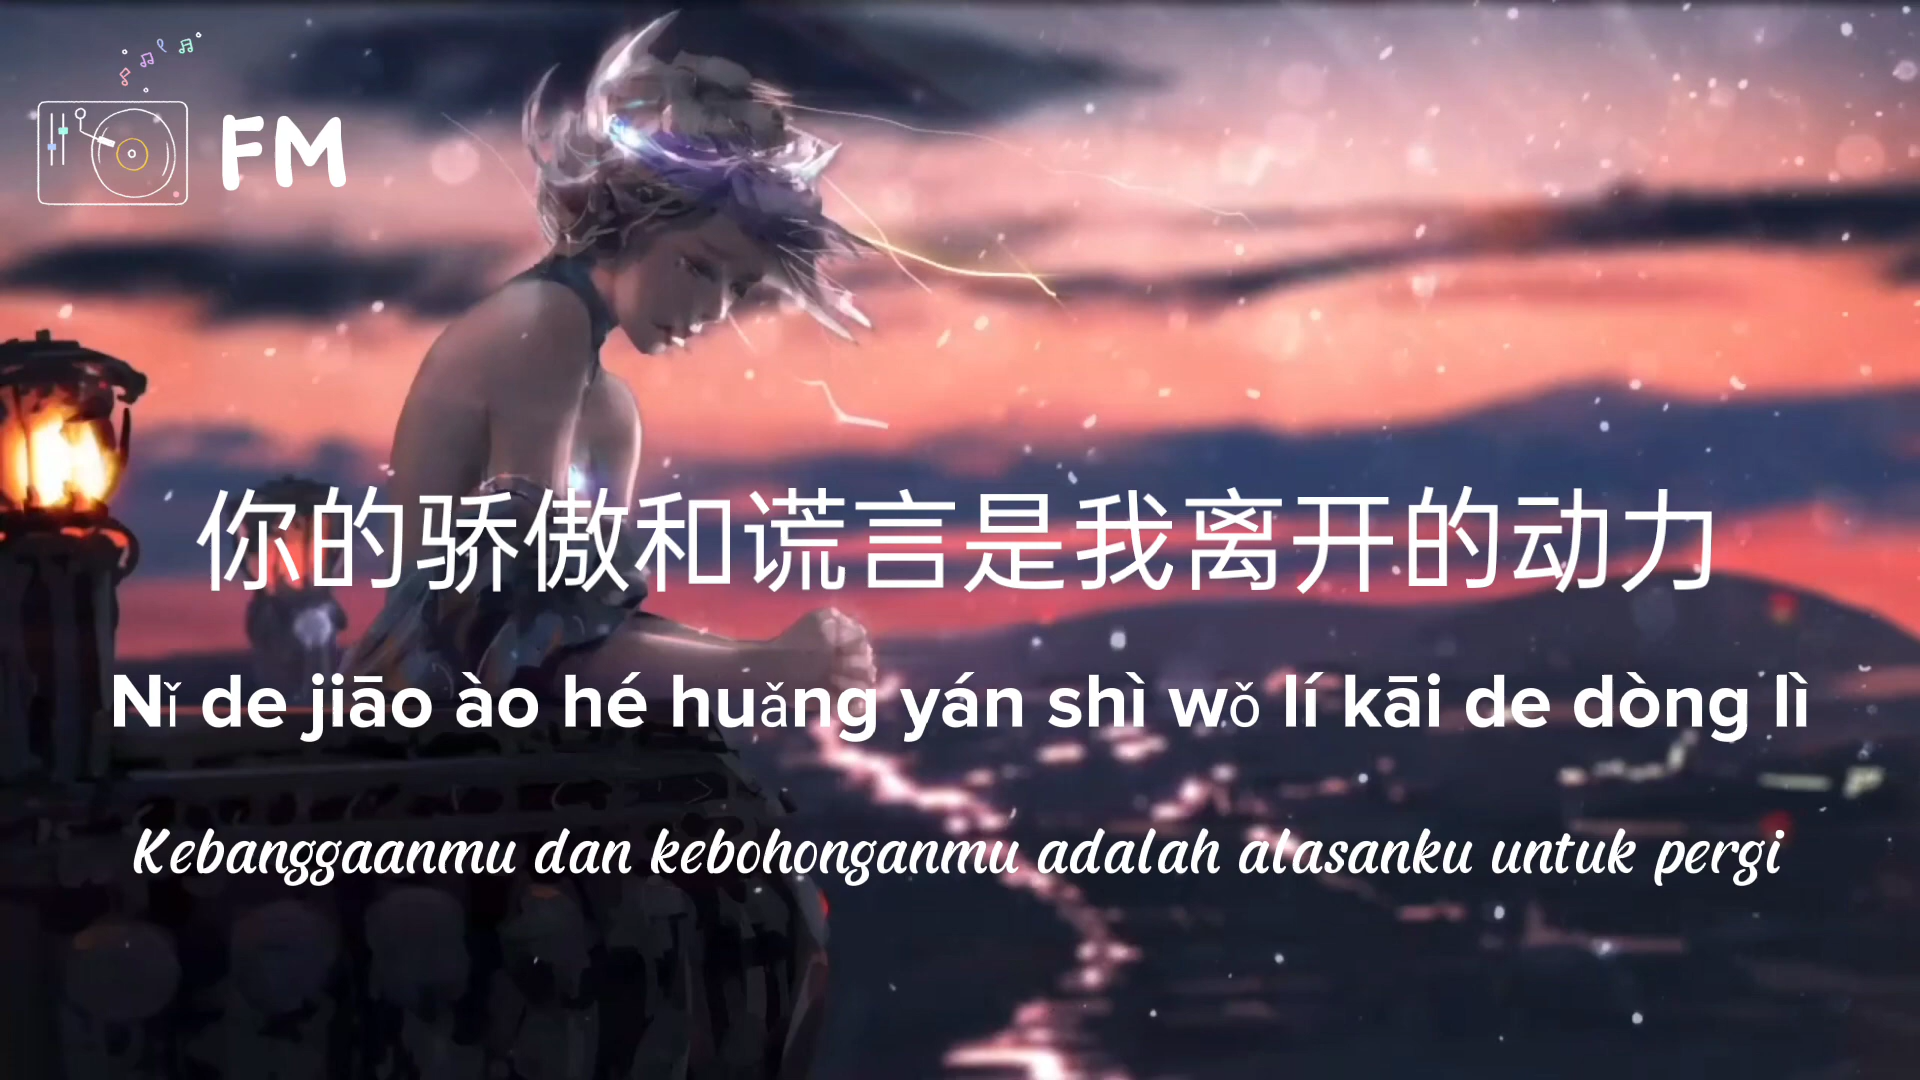 FM
你的骄傲和谎言是我离开的动力
Nǐ de jiāo ào hé huǎng yán shì wǒ lí kāi de dòng lì
Kebanggaanmu dan kebohonganmu adalah alasanku untuk pergi